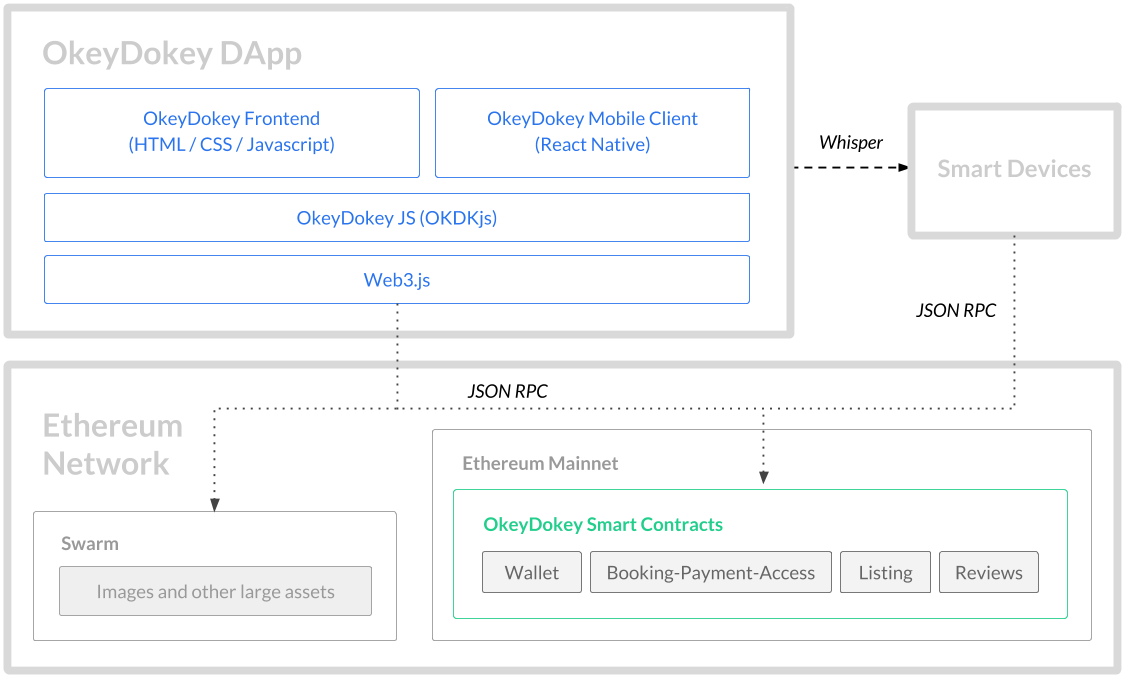 OkeyDokey DApp
OkeyDokey Frontend
(HTML / CSS / Javascript)
OkeyDokey Mobile Client
(React Native)
OkeyDokey JS (OKDKjs)
Web3.js
Whisper
Smart Devices
JSON RPC
JSON RPC
Ethereum
Network
Swarm
Images and other large assets
Ethereum Mainnet
OkeyDokey Smart Contracts
Wallet
Booking-Payment-Access
Listing
Reviews